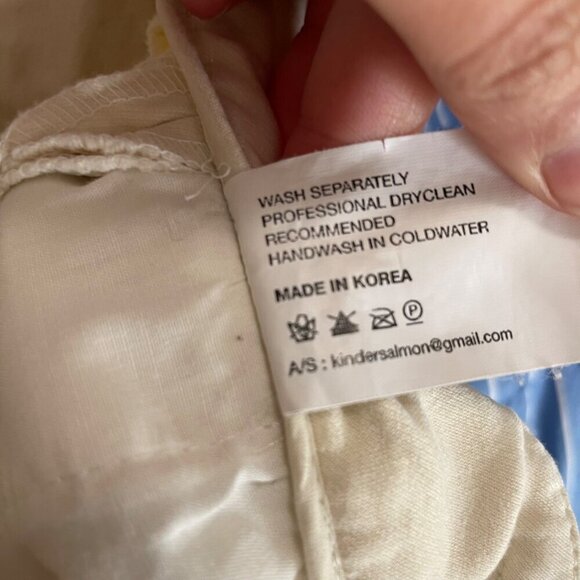 WASH SEPARATELY
PROFESSIONAL DRYCLEAN
RECOMMENDED
HANDWASH IN COLDWATER
MADE IN KOREA
P
A/S : kindersalmon@gmail.com